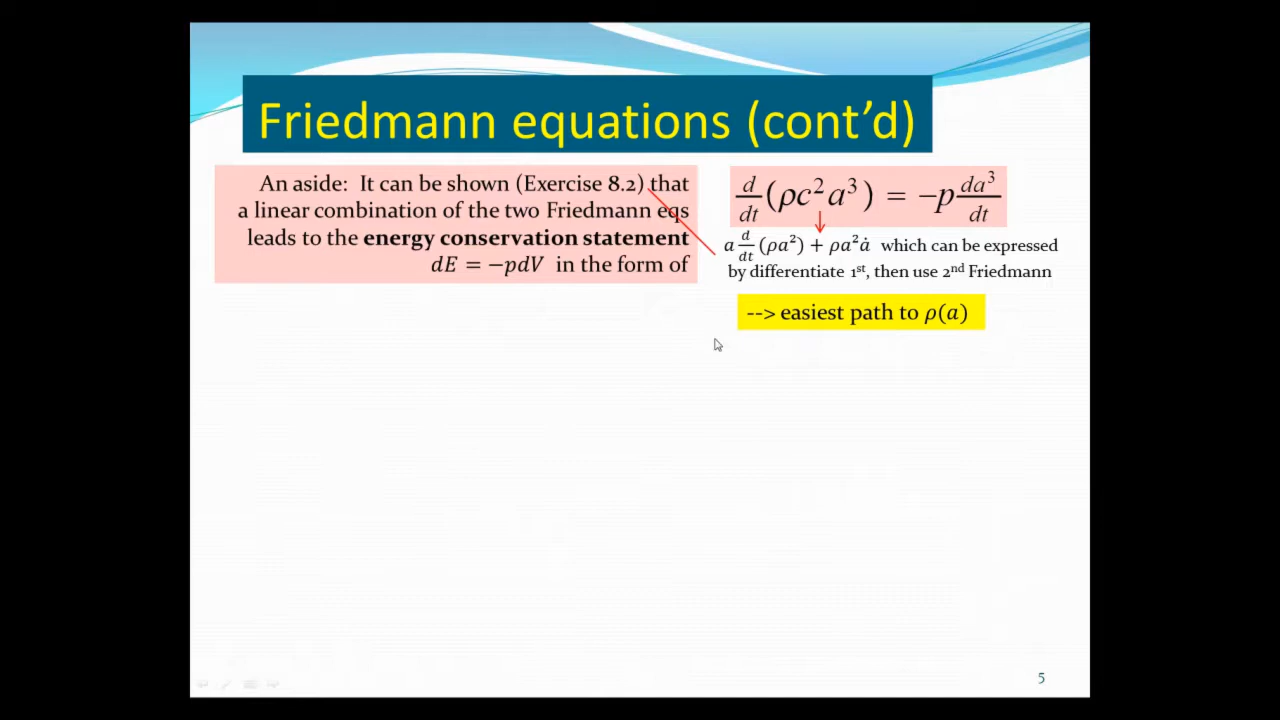 Friedmann equations (cont’d)
An aside: It can be shown (Exercise 8.2) that
a linear combination of the two Friedmann eqs
leads to the energy conservation statement
dE = −pdV in the form of
d/dt (ρc²a³) = −p da³/dt
a d/dt (ρa²) + ρa²ȧ which can be expressed
by differentiate 1st, then use 2nd Friedmann
--> easiest path to ρ(a)
5